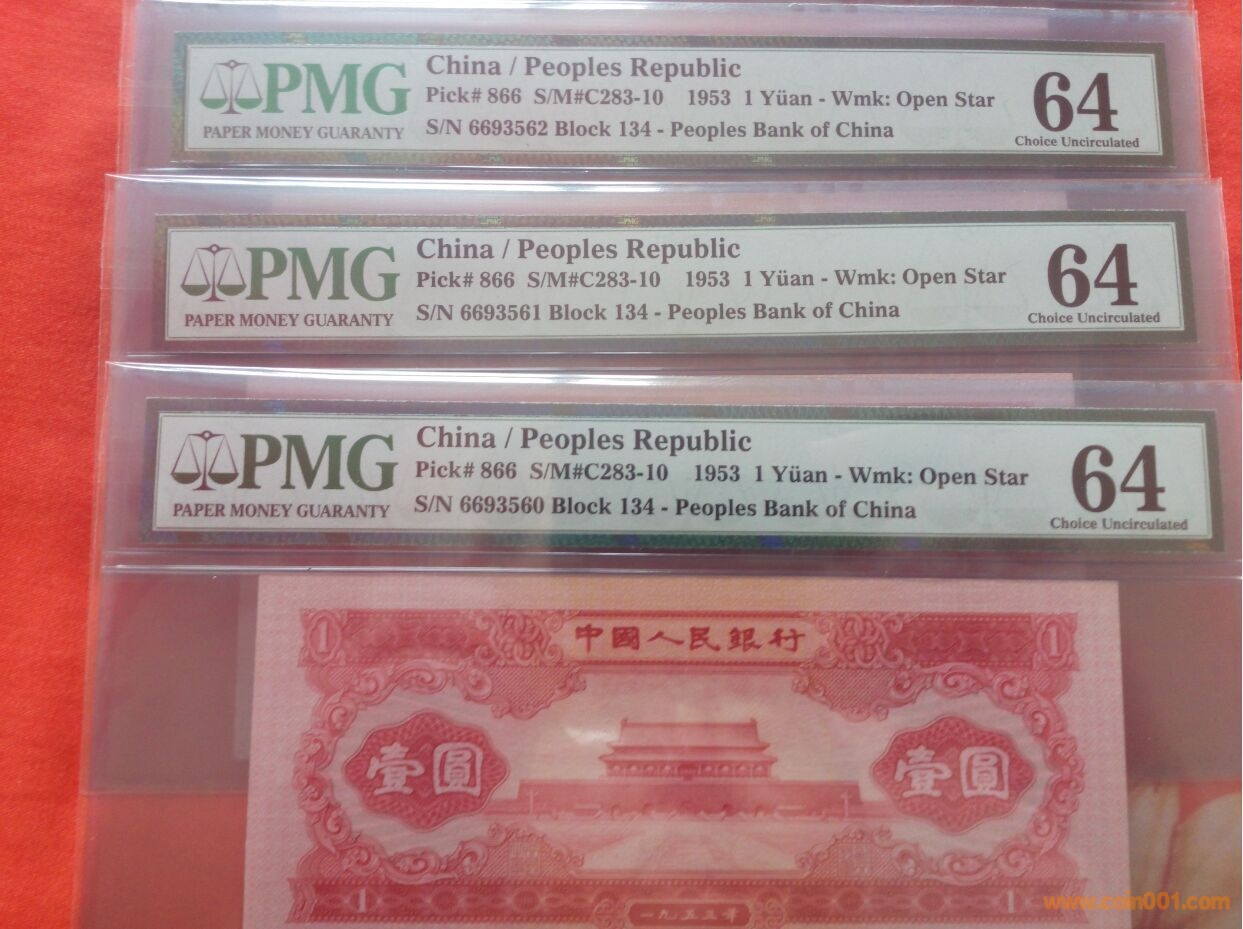 PMG
PAPER MONEY GUARANTY
China / Peoples Republic
Pick# 866 S/M#C283-10 1953 1 Yüan - Wmk: Open Star
S/N 6693562 Block 134 - Peoples Bank of China
64
Choice Uncirculated
PMG
PAPER MONEY GUARANTY
China / Peoples Republic
Pick# 866 S/M#C283-10 1953 1 Yüan - Wmk: Open Star
S/N 6693561 Block 134 - Peoples Bank of China
64
Choice Uncirculated
PMG
PAPER MONEY GUARANTY
China / Peoples Republic
Pick# 866 S/M#C283-10 1953 1 Yüan - Wmk: Open Star
S/N 6693560 Block 134 - Peoples Bank of China
64
Choice Uncirculated
1 中國人民銀行 1
壹圓 壹圓
1 一九五三年 1
www.coin001.com